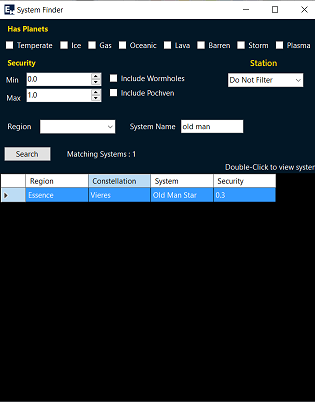 System Finder
Has Planets
Temperate Ice Gas Oceanic Lava Barren Storm Plasma
Security Station
Min 0.0 Include Wormholes Do Not Filter
Max 1.0 Include Pochven
Region System Name old man
Search Matching Systems : 1
Double-Click to view system
Region Constellation System Security
Essence Vieres Old Man Star 0.3